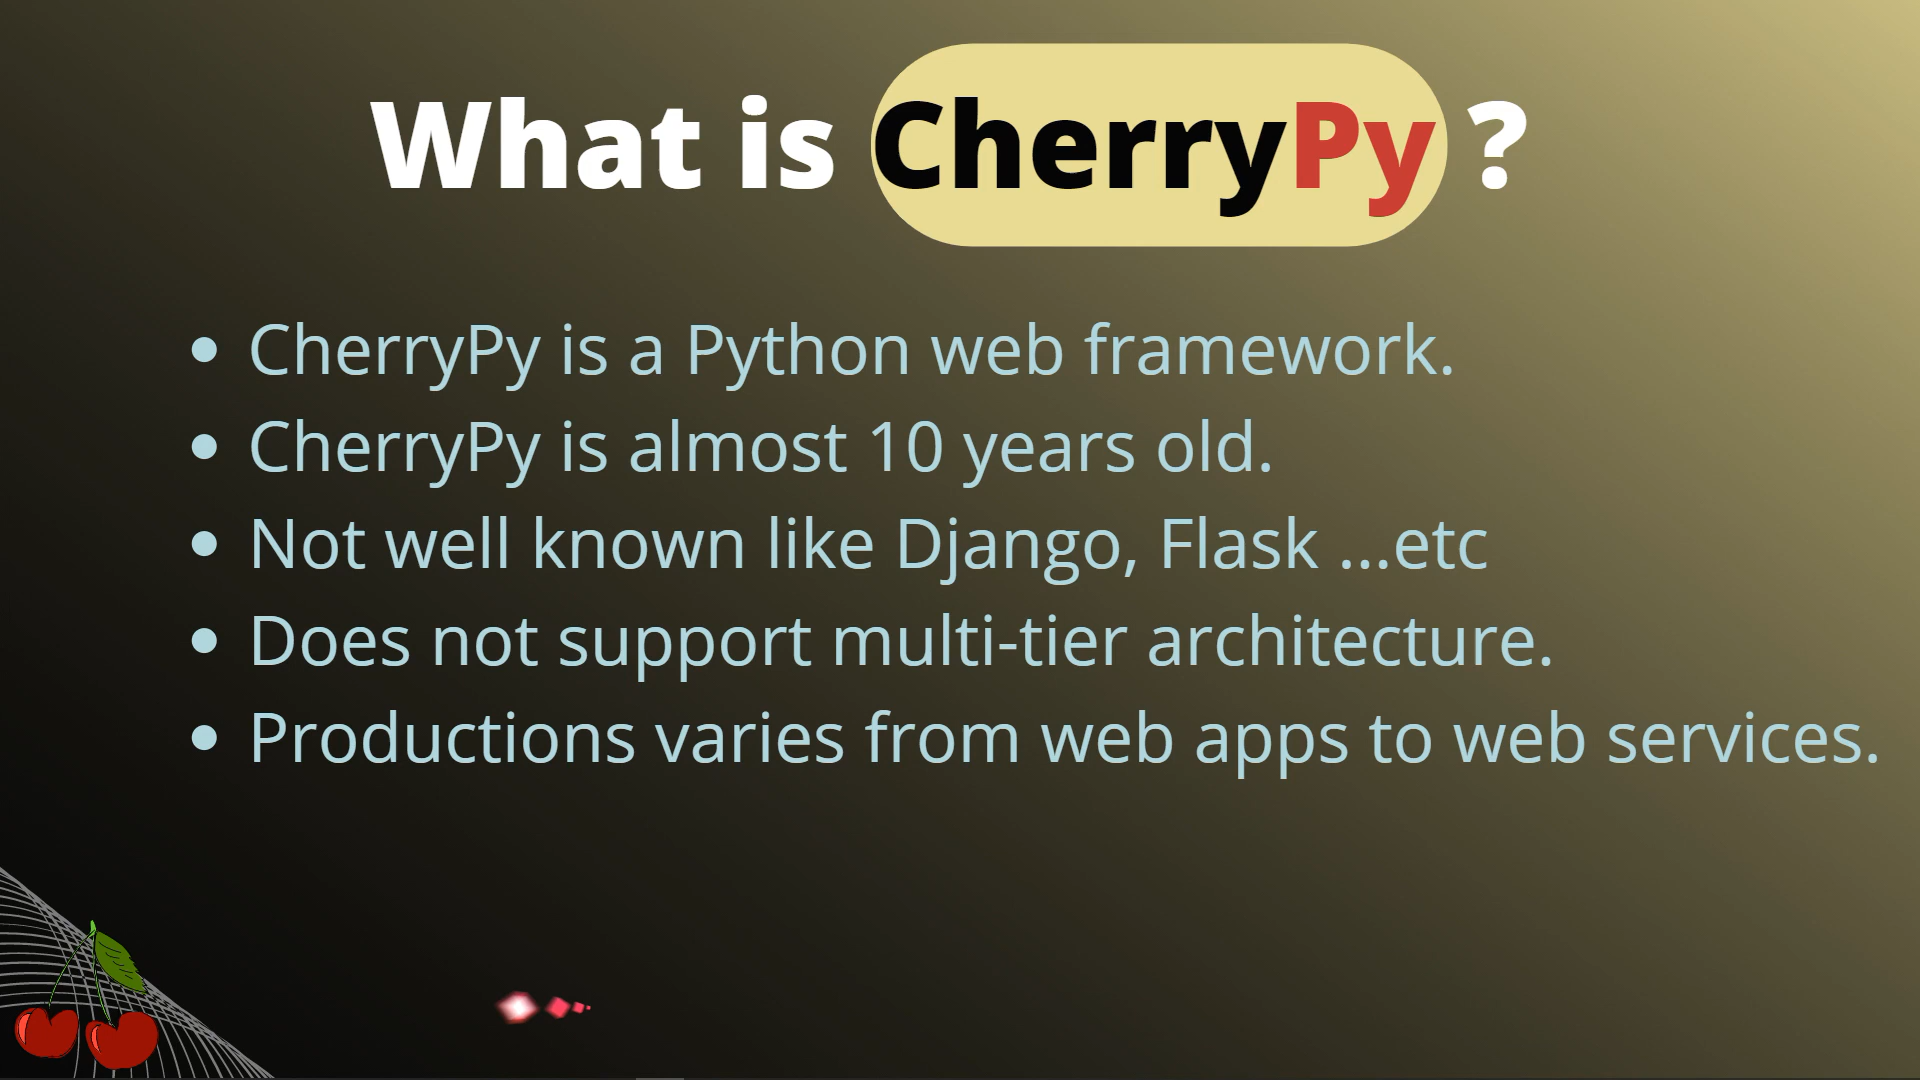 What is CherryPy ?
• CherryPy is a Python web framework.
• CherryPy is almost 10 years old.
• Not well known like Django, Flask ...etc
• Does not support multi-tier architecture.
• Productions varies from web apps to web services.